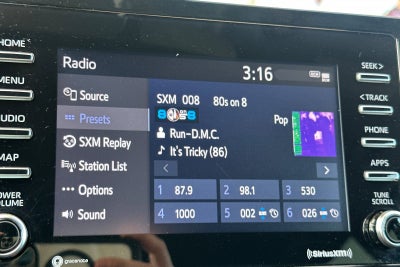 HOME
MENU
AUDIO
MAP
POWER
VOLUME
Radio
3:16
Source
Presets
SXM Replay
Station List
Options
Sound
SXM 008 80s on 8
Pop
Run-D.M.C.
It's Tricky (86)
1 87.9
2 98.1
3 530
4 1000
5 002
6 026
SEEK >
< TRACK
PHONE
APPS
TUNE
SCROLL
gracenote
SiriusXM